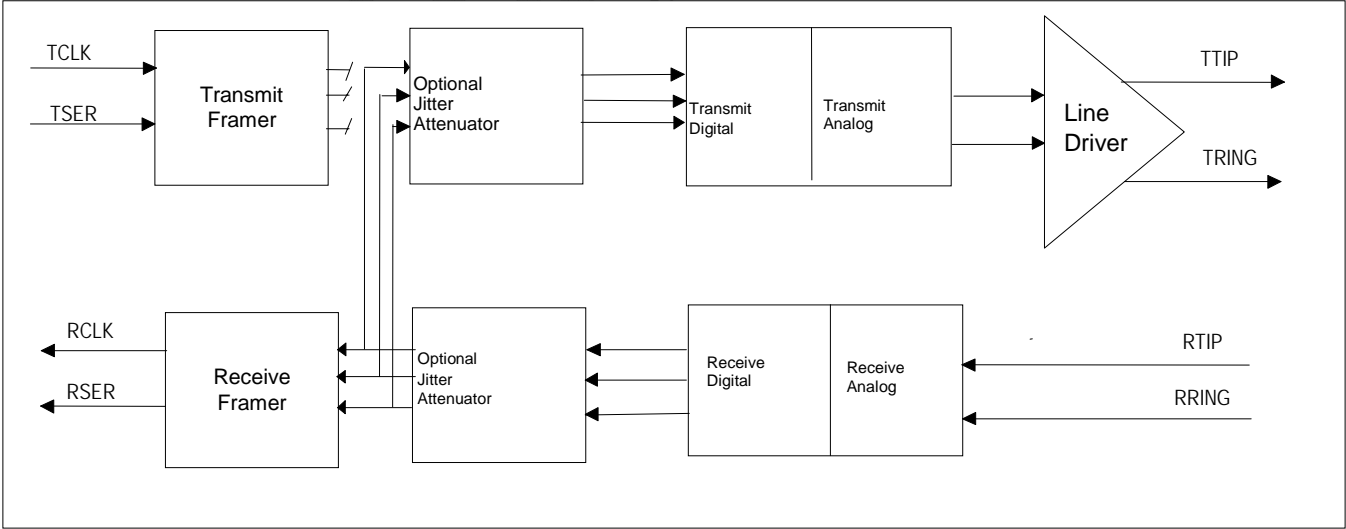 TCLK
TSER
Transmit
Framer
Optional
Jitter
Attenuator
Transmit
Digital
Transmit
Analog
Line
Driver
TTIP
TRING
RCLK
RSER
Receive
Framer
Optional
Jitter
Attenuator
Receive
Digital
Receive
Analog
RTIP
RRING